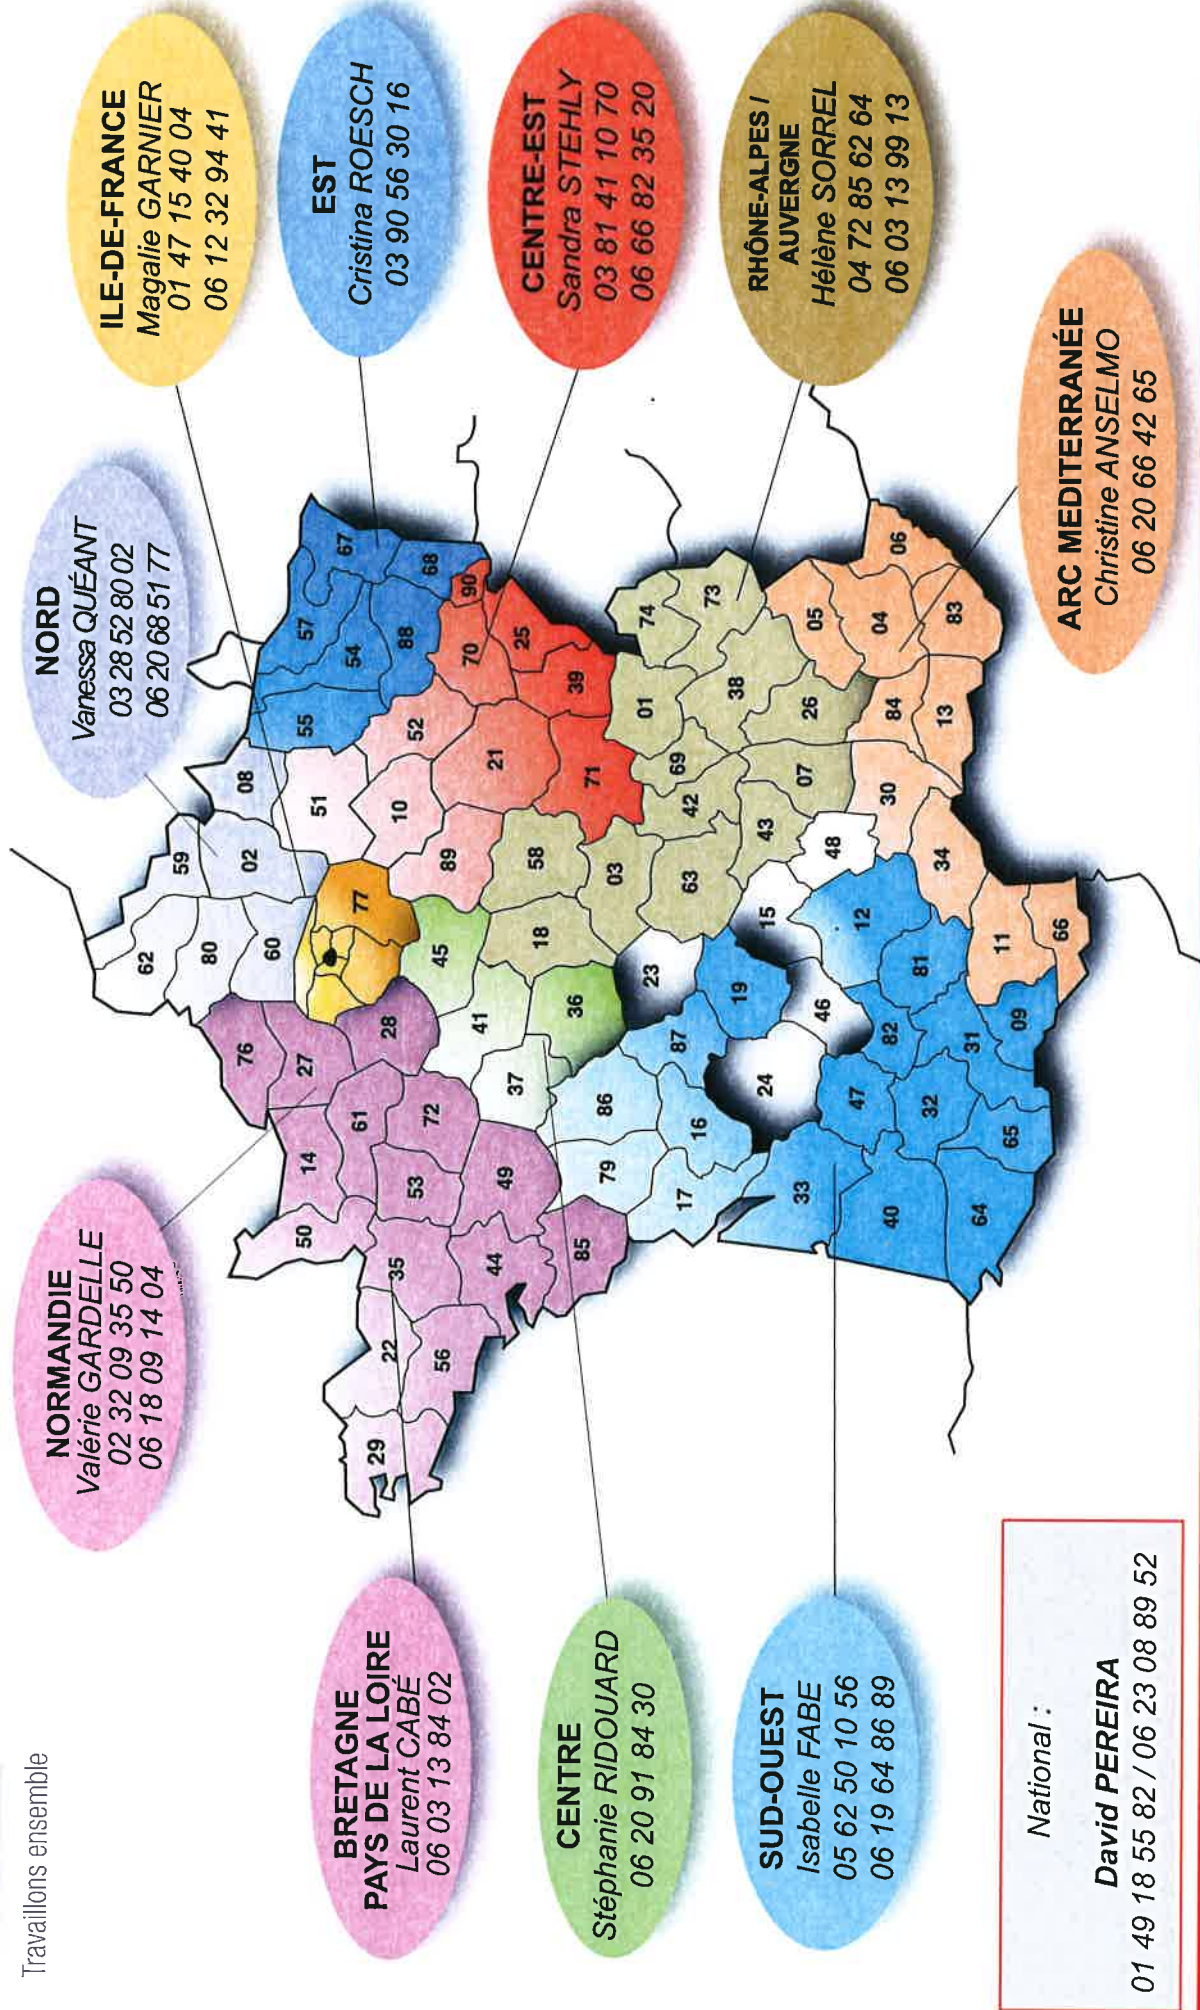 Travaillons ensemble
NORMANDIE
Valérie GARDELLE
02 32 09 35 50
06 18 09 14 04
NORD
Vanessa QUÉANT
03 28 52 80 02
06 20 68 51 77
ILE-DE-FRANCE
Magalie GARNIER
01 47 15 40 04
06 12 32 94 41
EST
Cristina ROESCH
03 90 56 30 16
CENTRE-EST
Sandra STEHLY
03 81 41 10 70
06 66 82 35 20
RHÔNE-ALPES /
AUVERGNE
Hélène SORREL
04 72 85 62 64
06 03 13 99 13
ARC MEDITERRANÉE
Christine ANSELMO
06 20 66 42 65
BRETAGNE
PAYS DE LA LOIRE
Laurent CABÉ
06 03 13 84 02
CENTRE
Stéphanie RIDOUARD
06 20 91 84 30
SUD-OUEST
Isabelle FABE
05 62 50 10 56
06 19 64 86 89
National :
David PEREIRA
01 49 18 55 82 / 06 23 08 89 52
62
59
80
02
08
60
76
27
77
51
55
57
67
54
88
68
50
14
61
28
29
22
35
53
72
56
44
49
85
45
41
37
36
18
89
10
52
21
70
90
25
39
71
58
03
79
86
87
17
16
23
19
63
42
69
01
74
73
38
26
07
43
15
24
46
48
12
33
47
82
81
40
32
31
64
65
09
11
66
34
30
84
13
04
05
06
83